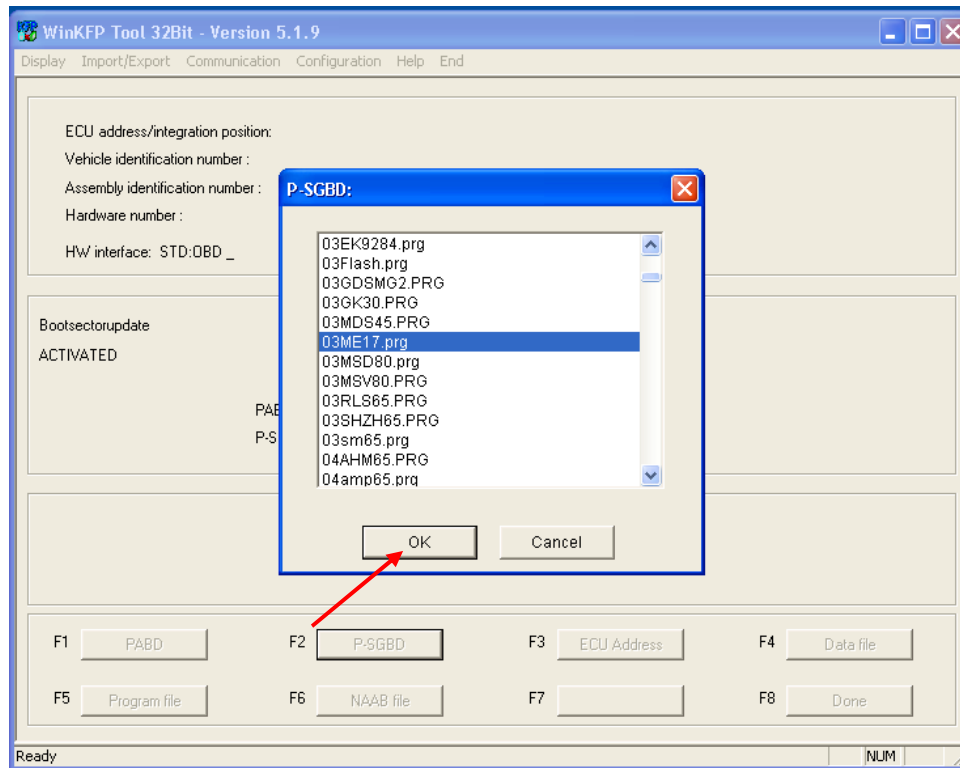 WinKFP Tool 32Bit - Version 5.1.9
Display Import/Export Communication Configuration Help End
ECU address/integration position:
Vehicle identification number :
Assembly identification number :
Hardware number :
HW interface: STD:OBD _
Bootsectorupdate
ACTIVATED
PAB
P-S
P-SGBD:
03EK9284.prg
03Flash.prg
03GDSMG2.PRG
03GK30.PRG
03MDS45.PRG
03ME17.prg
03MSD80.prg
03MSV80.PRG
03RLS65.PRG
03SHZH65.PRG
03sm65.prg
04AHM65.PRG
04amp65.prg
OK Cancel
F1 PABD F2 P-SGBD F3 ECU Address F4 Data file
F5 Program file F6 NAAB file F7 F8 Done
Ready NUM